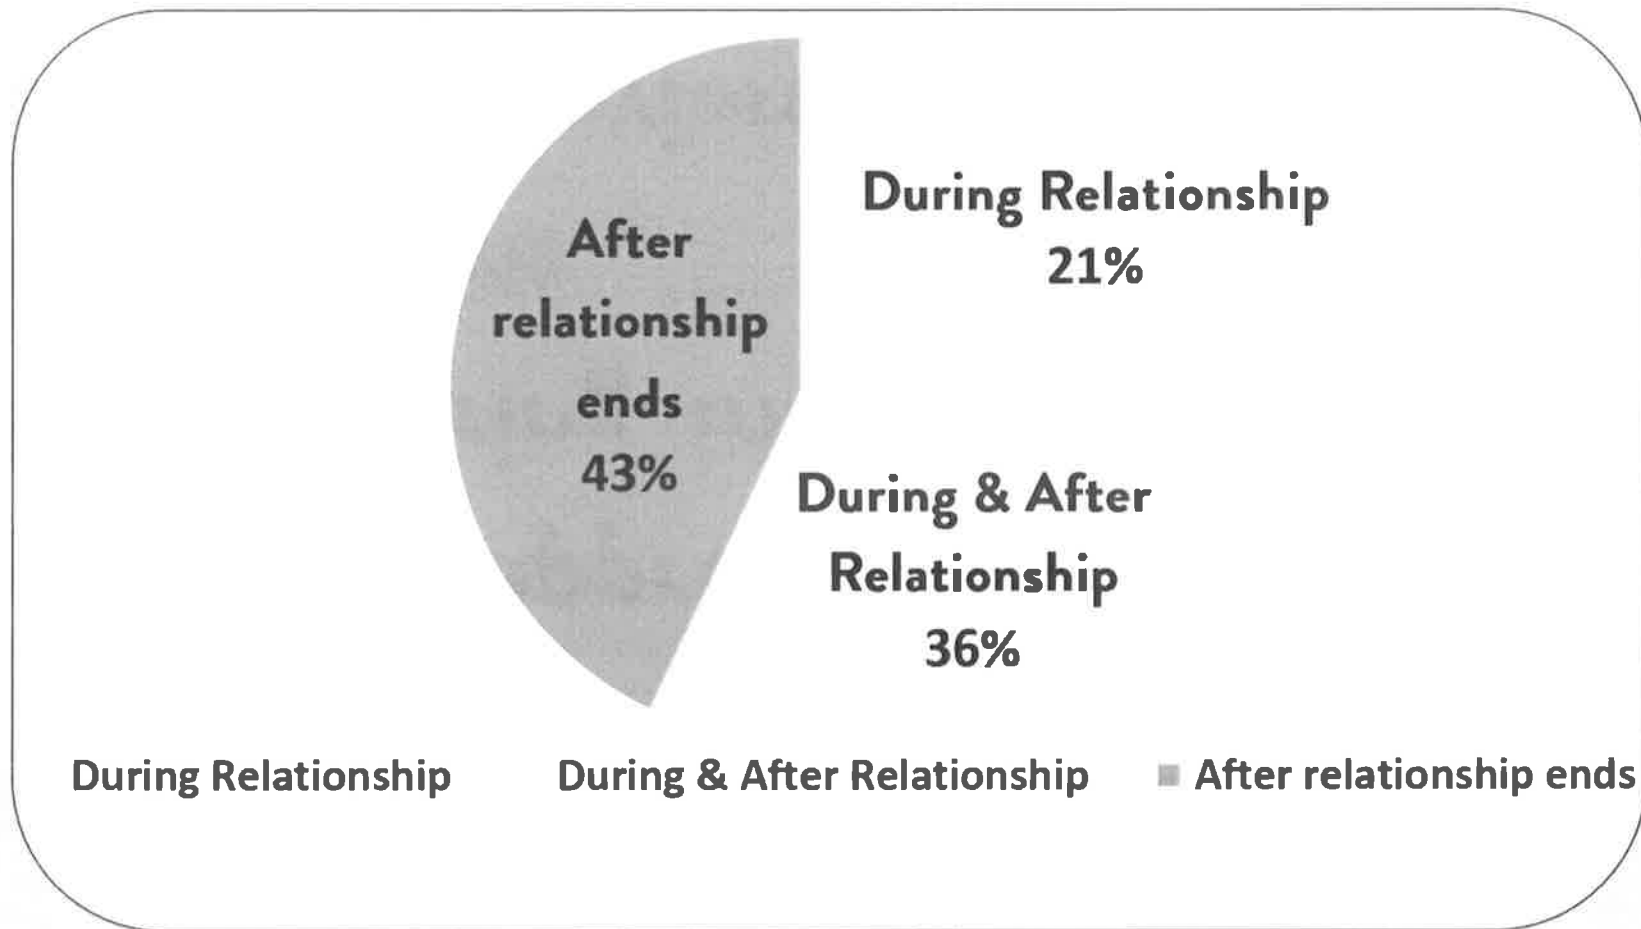 During Relationship
21%
After
relationship
ends
43%
During & After
Relationship
36%
During Relationship
During & After Relationship
After relationship ends